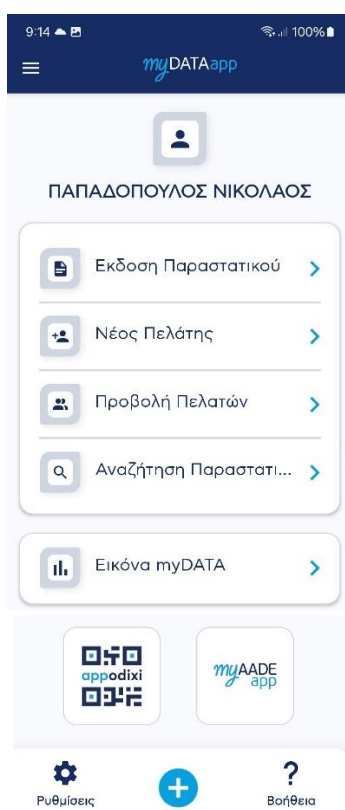 9:14 100%
myDATAapp
ΠΑΠΑΔΟΠΟΥΛΟΣ ΝΙΚΟΛΑΟΣ
Έκδοση Παραστατικού
Νέος Πελάτης
Προβολή Πελατών
Αναζήτηση Παραστατι...
Εικόνα myDATA
appodixi
myAADE
app
Ρυθμίσεις
Βοήθεια